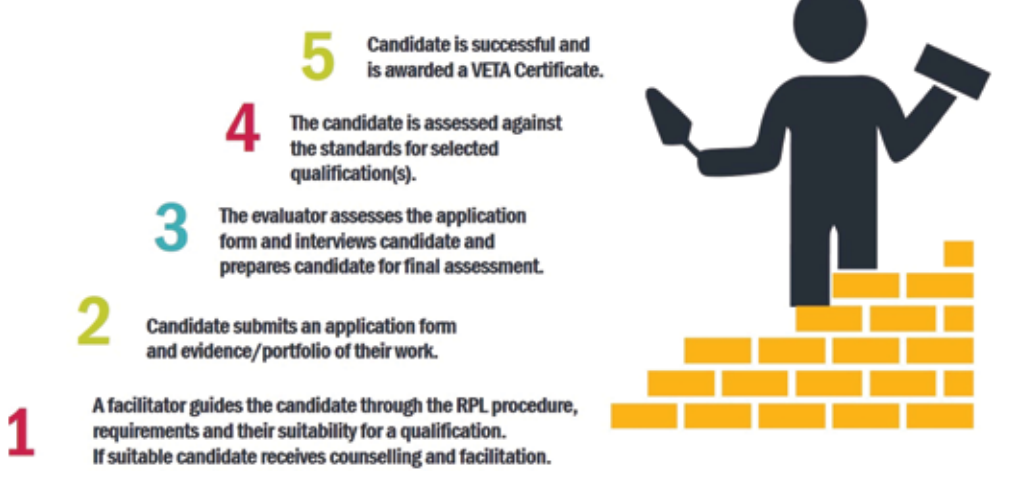 5
Candidate is successful and
is awarded a VETA Certificate.
4
The candidate is assessed against
the standards for selected
qualification(s).
3
The evaluator assesses the application
form and interviews candidate and
prepares candidate for final assessment.
2
Candidate submits an application form
and evidence/portfolio of their work.
1
A facilitator guides the candidate through the RPL procedure,
requirements and their suitability for a qualification.
If suitable candidate receives counselling and facilitation.